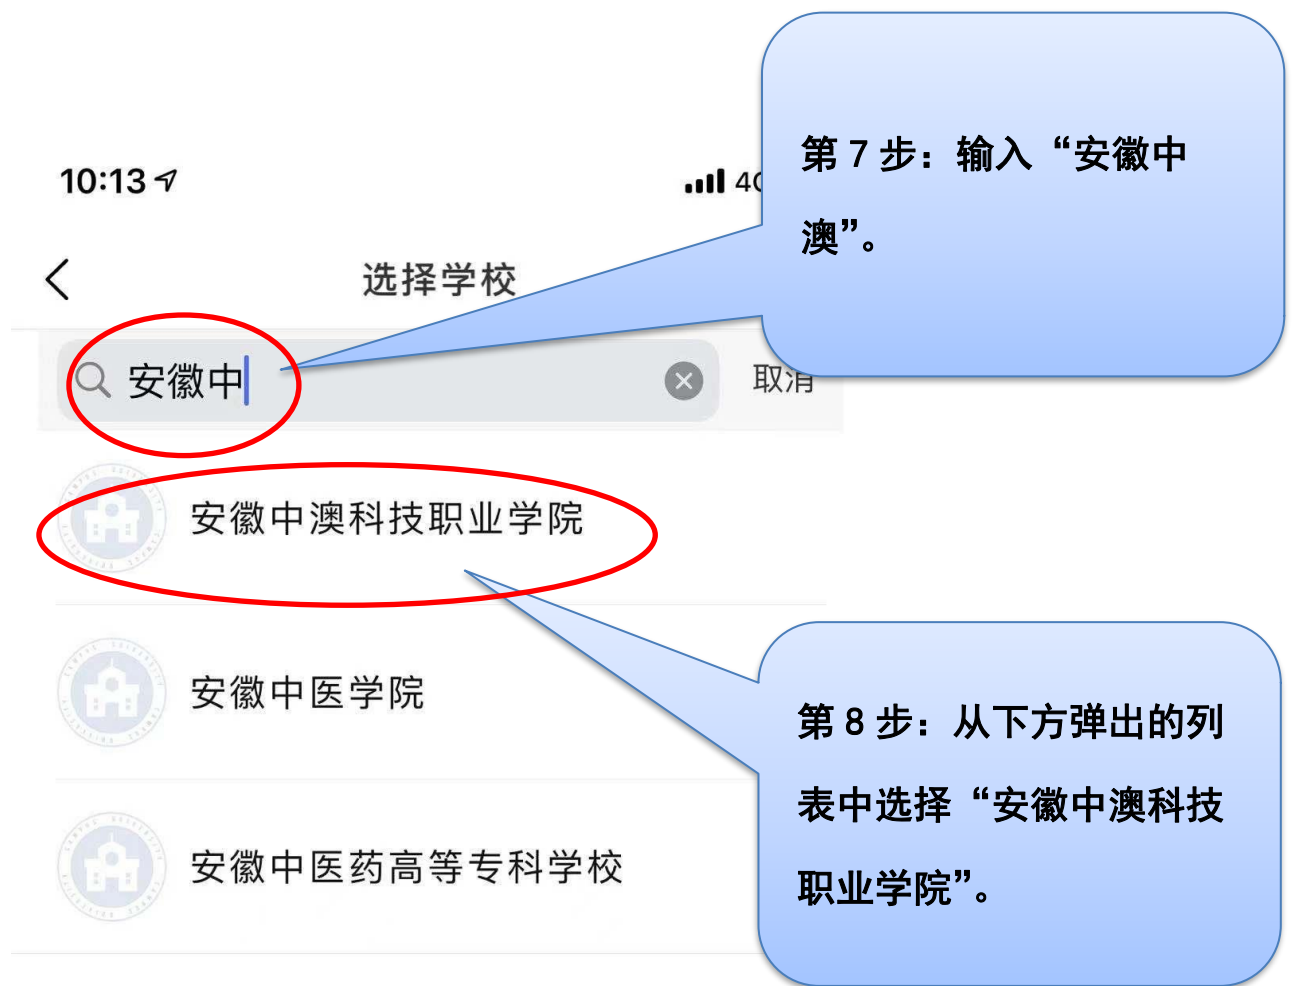 第7步：输入“安徽中
澳”。
10:13
选择学校
安徽中
取消
安徽中澳科技职业学院
安徽中医学院
第8步：从下方弹出的列
表中选择“安徽中澳科技
职业学院”。
安徽中医药高等专科学校